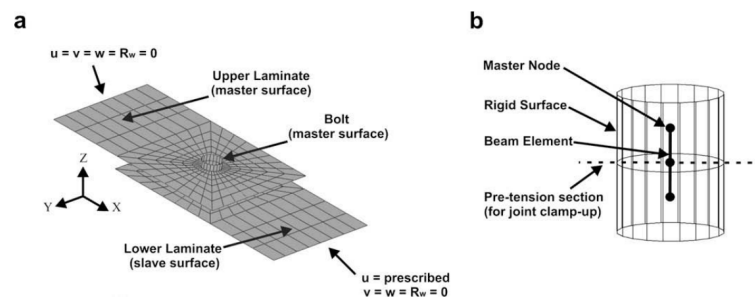 a
u = v = w = Rw = 0
Upper Laminate
(master surface)
Bolt
(master surface)
Z
Y
X
Lower Laminate
(slave surface)
u = prescribed
v = w = Rw = 0
b
Master Node
Rigid Surface
Beam Element
Pre-tension section
(for joint clamp-up)